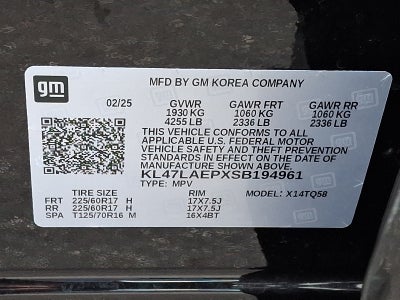 gm
MFD BY GM KOREA COMPANY
02/25 GVWR GAWR FRT GAWR RR
1930 KG 1060 KG 1060 KG
4255 LB 2336 LB 2336 LB
THIS VEHICLE CONFORMS TO ALL
APPLICABLE U.S. FEDERAL MOTOR
VEHICLE SAFETY AND THEFT PREVENTION
STANDARDS IN EFFECT ON THE DATE OF
MANUFACTURE SHOWN ABOVE.
KL47LAEPXSB194961
TYPE: MPV
TIRE SIZE RIM MODEL: X14TQ58
FRT 225/60R17 H 17X7.5J
RR 225/60R17 H 17X7.5J
SPA T125/70R16 M 16X4BT